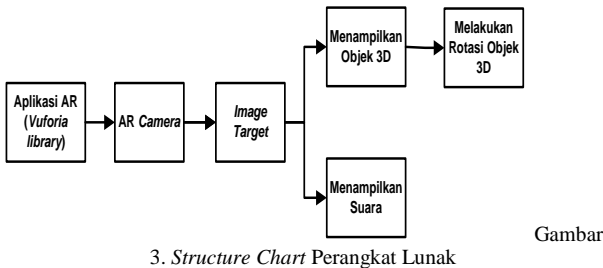 Aplikasi AR
(Vuforia
library)
AR Camera
Image
Target
Menampilkan
Objek 3D
Melakukan
Rotasi Objek
3D
Menampilkan
Suara
Gambar
3. Structure Chart Perangkat Lunak